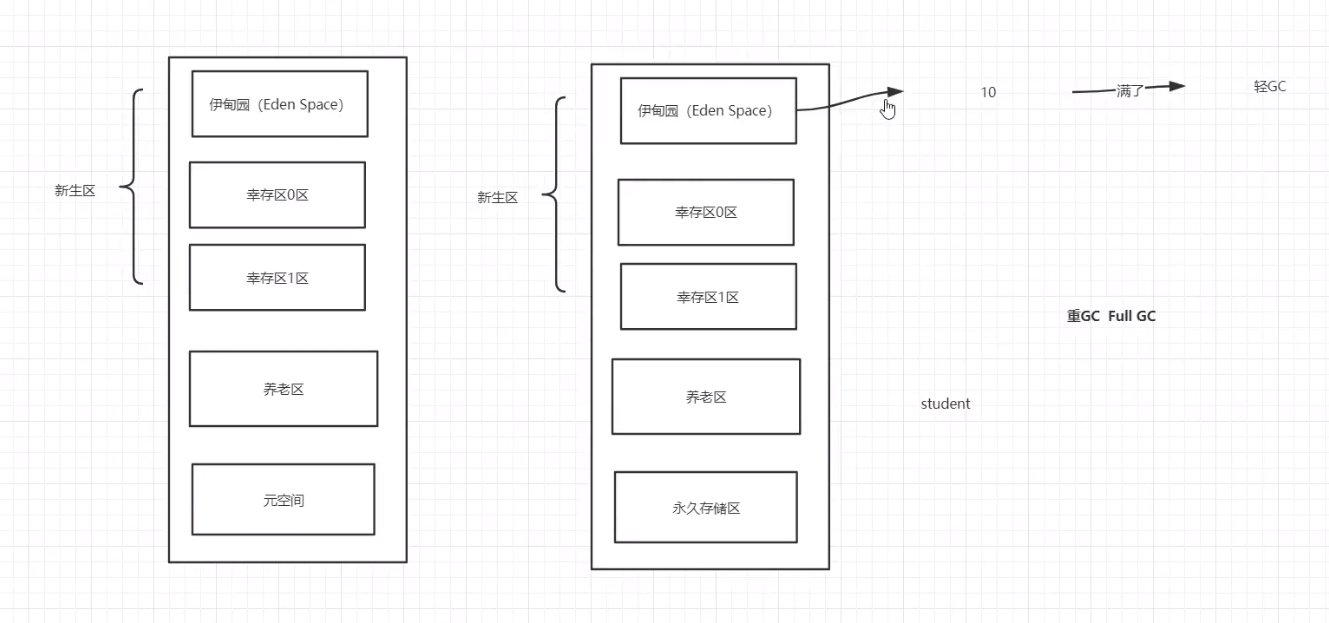 新生区
伊甸园（Eden Space）
幸存区0区
幸存区1区
养老区
元空间
新生区
伊甸园（Eden Space）
幸存区0区
幸存区1区
养老区
永久存储区
10
满了
轻GC
重GC Full GC
student